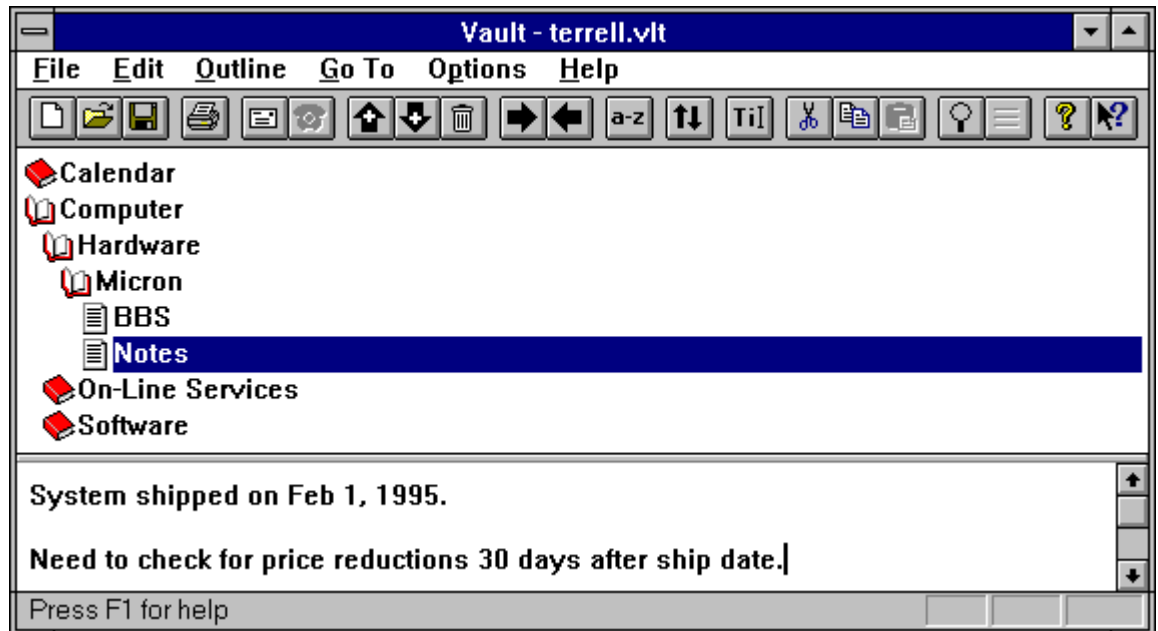 Vault - terrell.vlt
File Edit Outline Go To Options Help
a-z TiI
Calendar
Computer
Hardware
Micron
BBS
Notes
On-Line Services
Software
System shipped on Feb 1, 1995.
Need to check for price reductions 30 days after ship date.
Press F1 for help